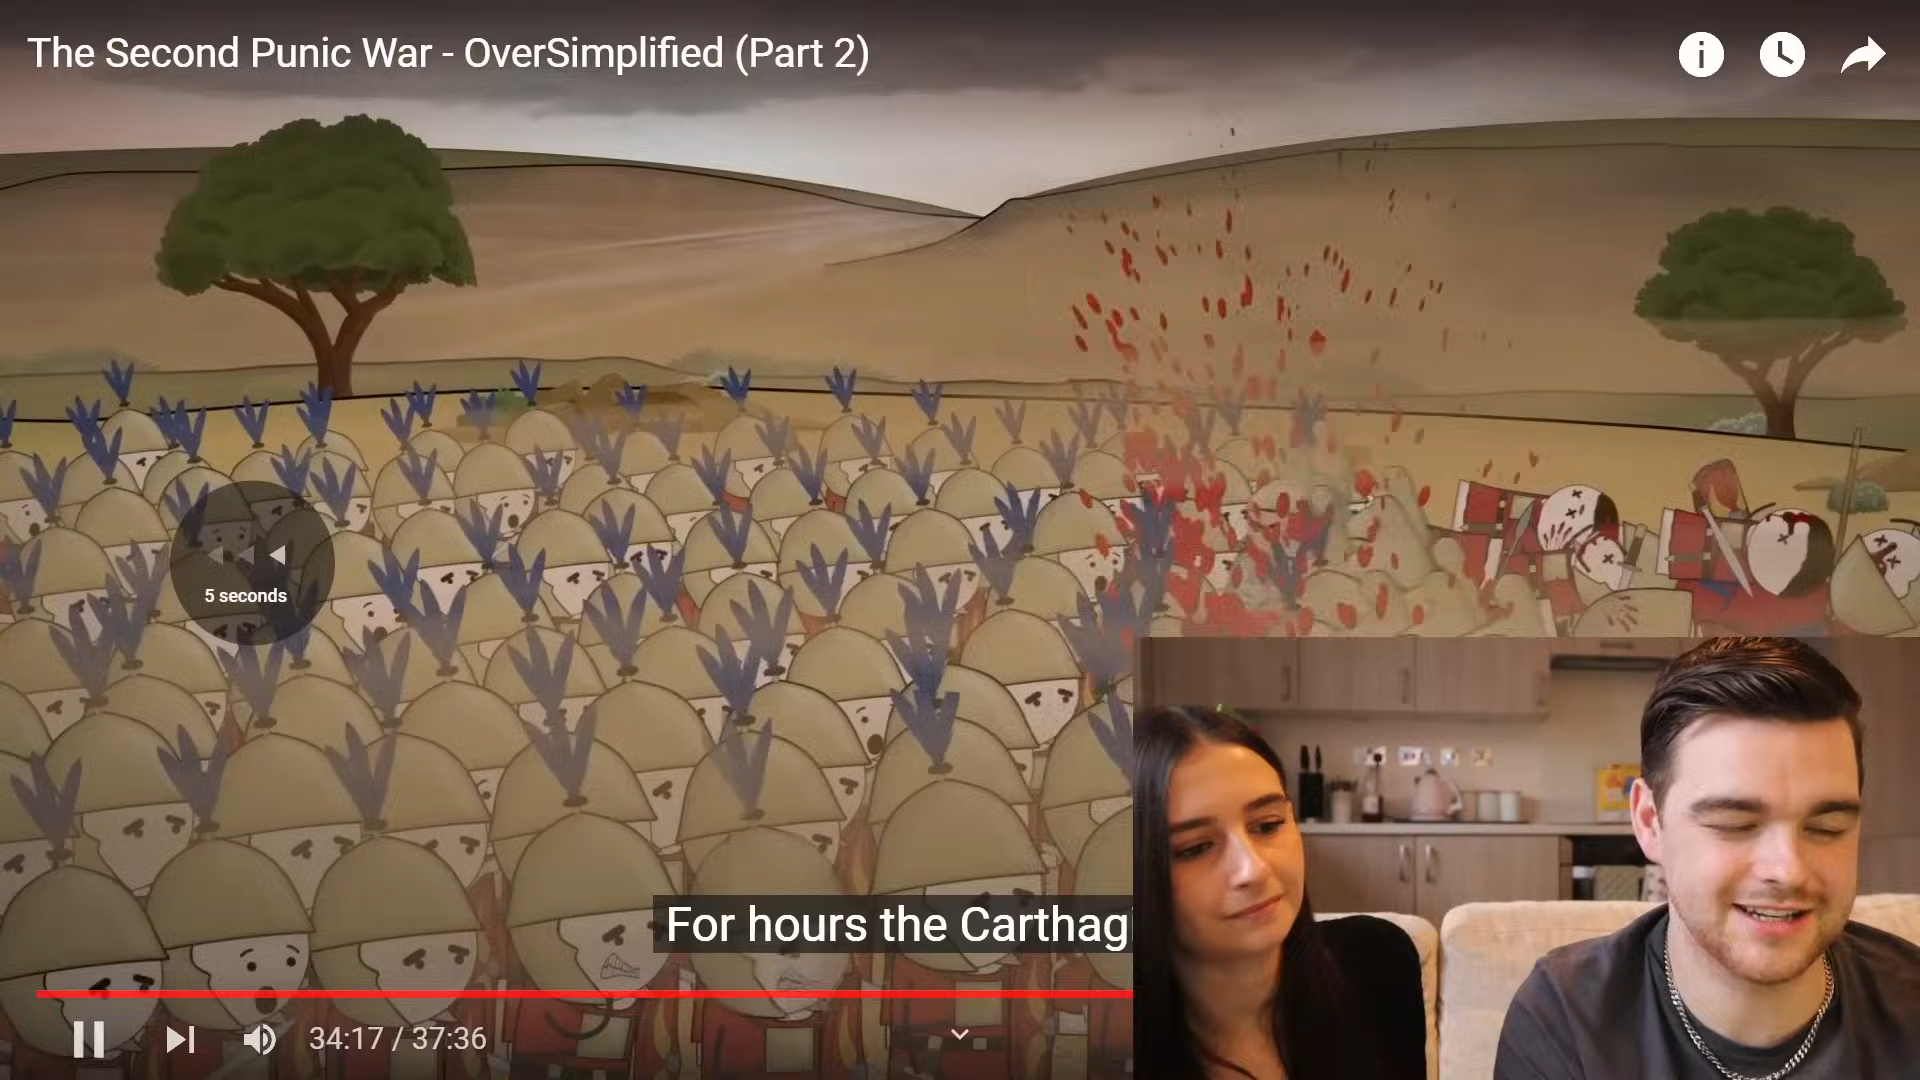 The Second Punic War - OverSimplified (Part 2)
5 seconds
For hours the Carthag
34:17 / 37:36